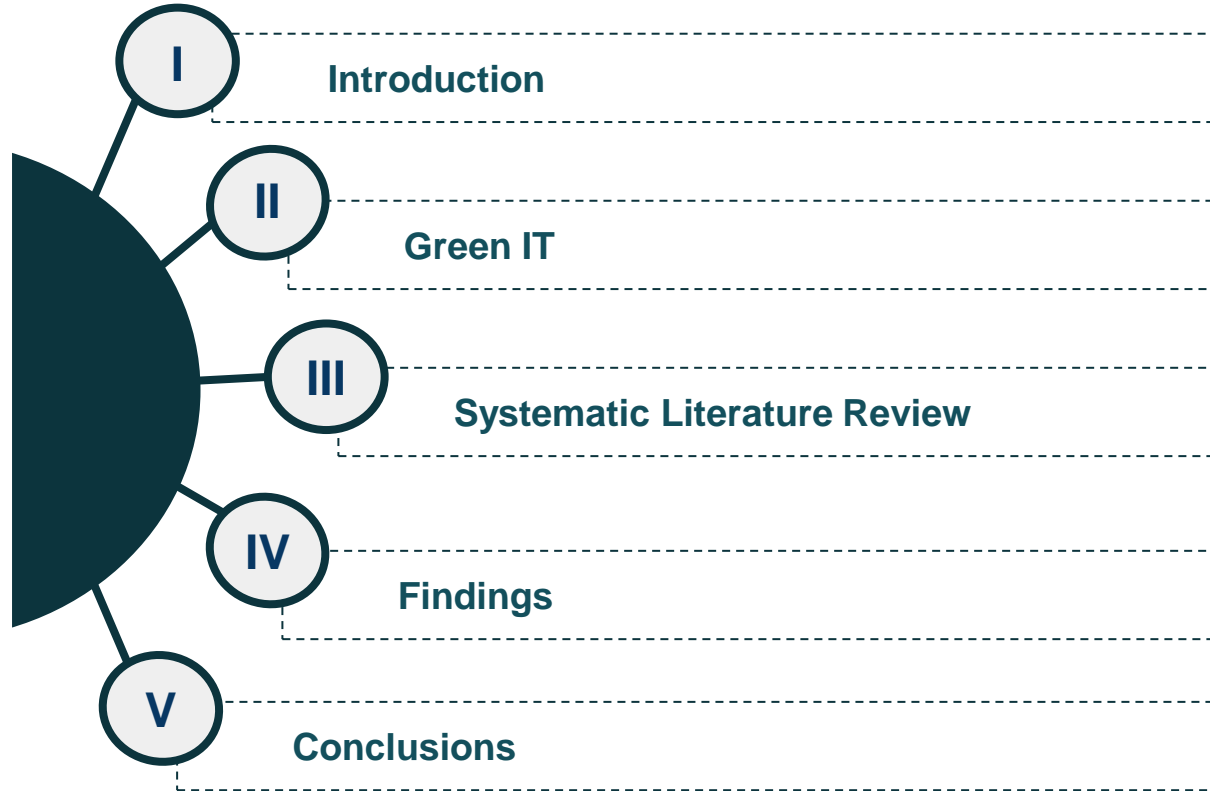 I
Introduction
II
Green IT
III
Systematic Literature Review
IV
Findings
V
Conclusions